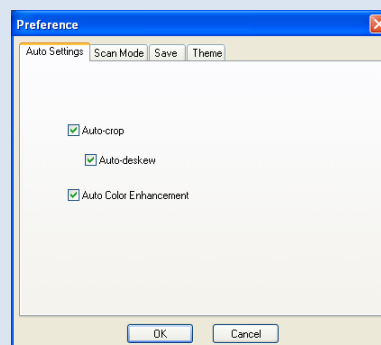 Preference
Auto Settings Scan Mode Save Theme
Auto-crop
Auto-deskew
Auto Color Enhancement
OK Cancel